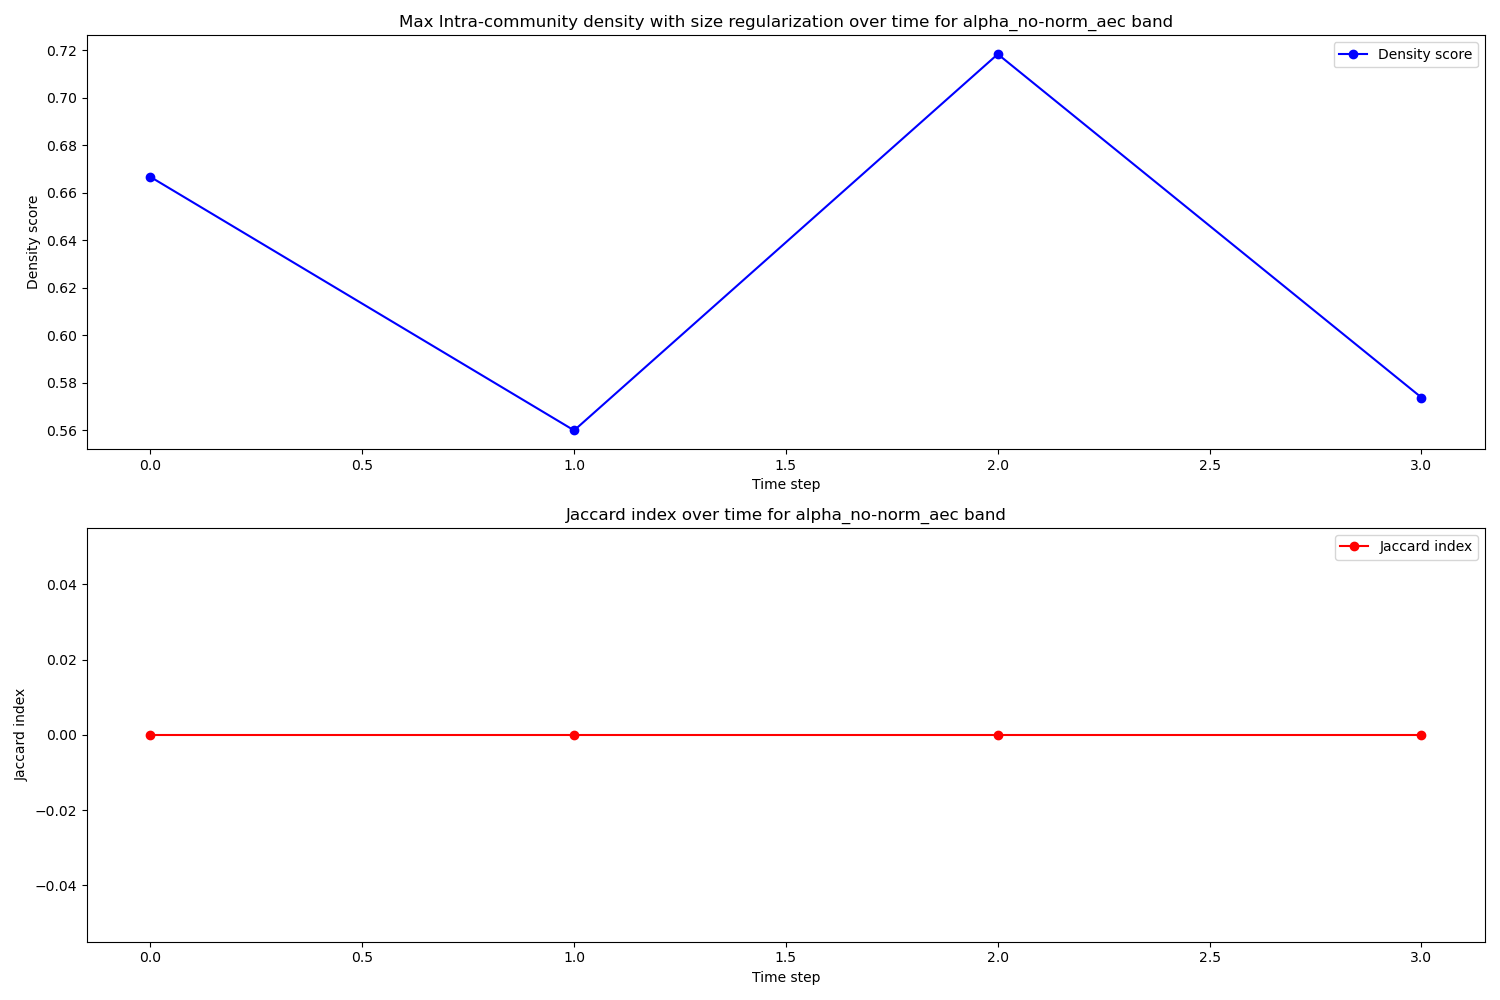 Max Intra-community density with size regularization over time for alpha_no-norm_aec band
Density score
0.72
0.70
0.68
0.66
0.64
0.62
0.60
0.58
0.56
Density score
0.0 0.5 1.0 1.5 2.0 2.5 3.0
Time step
Jaccard index over time for alpha_no-norm_aec band
Jaccard index
0.04
0.02
0.00
−0.02
−0.04
Jaccard index
0.0 0.5 1.0 1.5 2.0 2.5 3.0
Time step